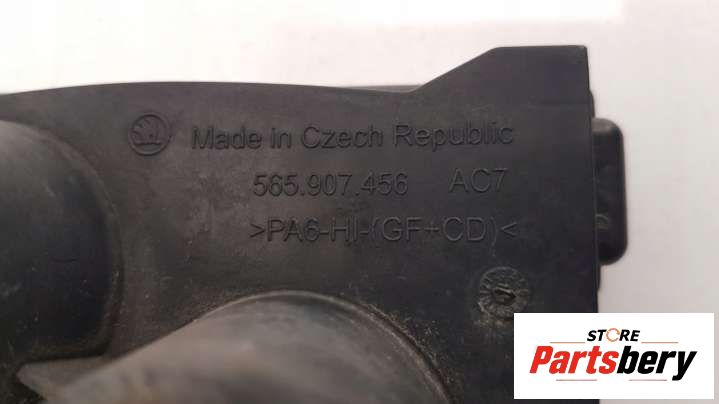 Made in Czech Republic
565.907.456 AC7
>PA6-HI-(GF+CD)<
STORE
Partsbery